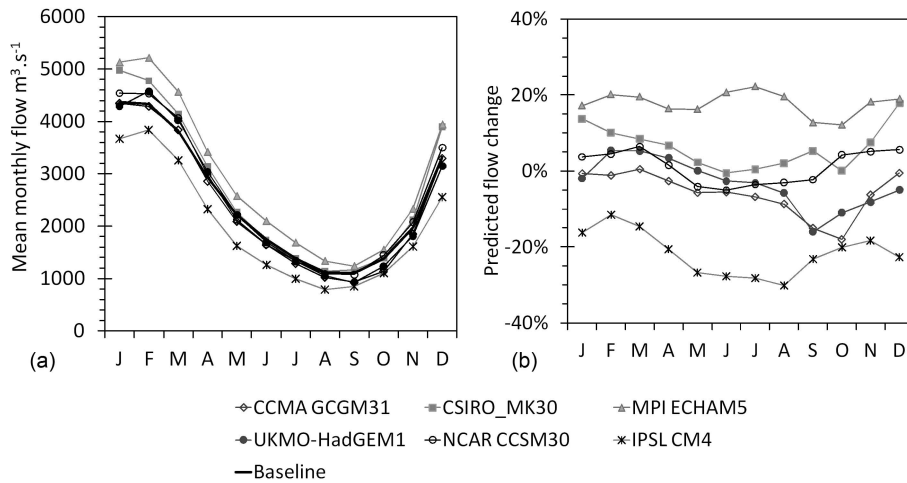 6000
5000
4000
3000
2000
1000
0
Mean monthly flow m³.s⁻¹
J F M A M J J A S O N D
(a)
40%
20%
0%
-20%
-40%
Predicted flow change
J F M A M J J A S O N D
(b)
CCMA GCGM31 CSIRO_MK30 MPI ECHAM5
UKMO-HadGEM1 NCAR CCSM30 IPSL CM4
Baseline